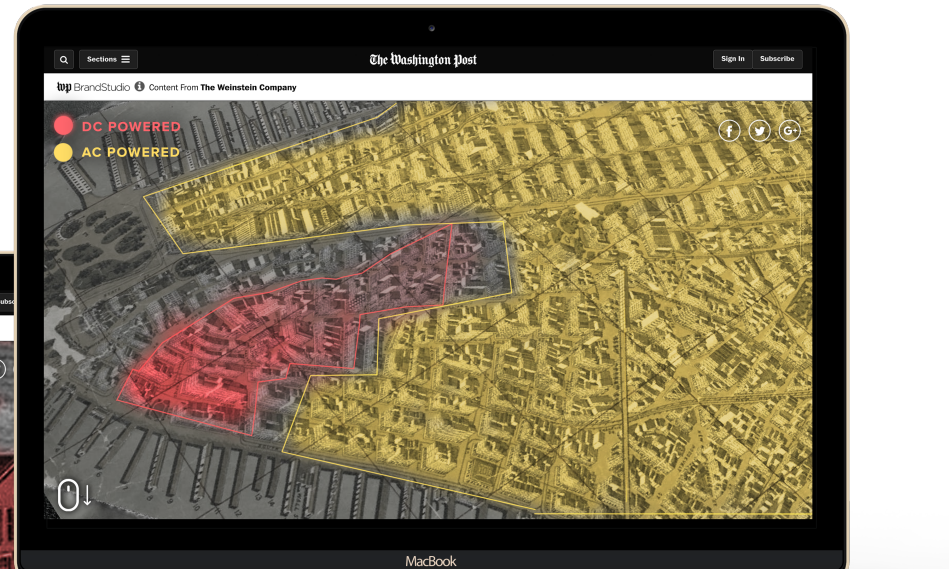 Sections
The Washington Post
Sign In
Subscribe
wp BrandStudio i Content From The Weinstein Company
DC POWERED
AC POWERED
f
G+
MacBook